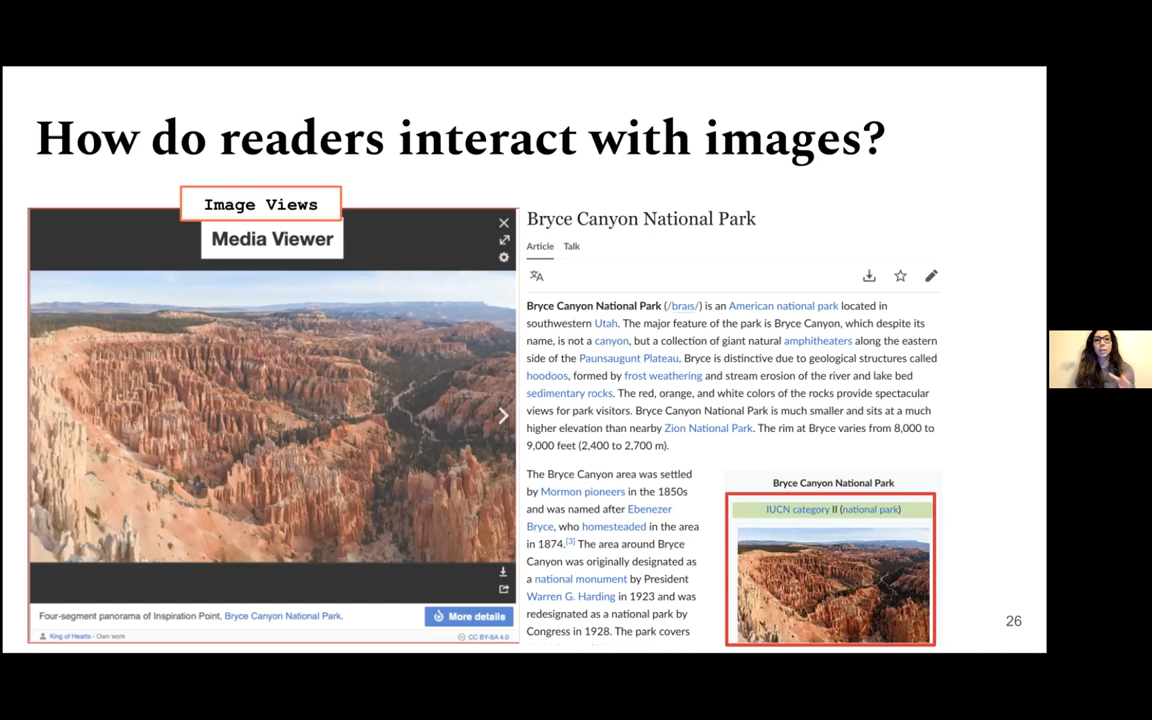 How do readers interact with images?
Image Views
Media Viewer
Four-segment panorama of Inspiration Point, Bryce Canyon National Park.
More details
King of Hearts - Own work
CC BY-SA 4.0
Bryce Canyon National Park
Article Talk
Bryce Canyon National Park (/braɪs/) is an American national park located in
southwestern Utah. The major feature of the park is Bryce Canyon, which despite its
name, is not a canyon, but a collection of giant natural amphitheaters along the eastern
side of the Paunsaugunt Plateau. Bryce is distinctive due to geological structures called
hoodoos, formed by frost weathering and stream erosion of the river and lake bed
sedimentary rocks. The red, orange, and white colors of the rocks provide spectacular
views for park visitors. Bryce Canyon National Park is much smaller and sits at a much
higher elevation than nearby Zion National Park. The rim at Bryce varies from 8,000 to
9,000 feet (2,400 to 2,700 m).
The Bryce Canyon area was settled
by Mormon pioneers in the 1850s
and was named after Ebenezer
Bryce, who homesteaded in the area
in 1874.[3] The area around Bryce
Canyon was originally designated as
a national monument by President
Warren G. Harding in 1923 and was
redesignated as a national park by
Congress in 1928. The park covers
Bryce Canyon National Park
IUCN category II (national park)
26